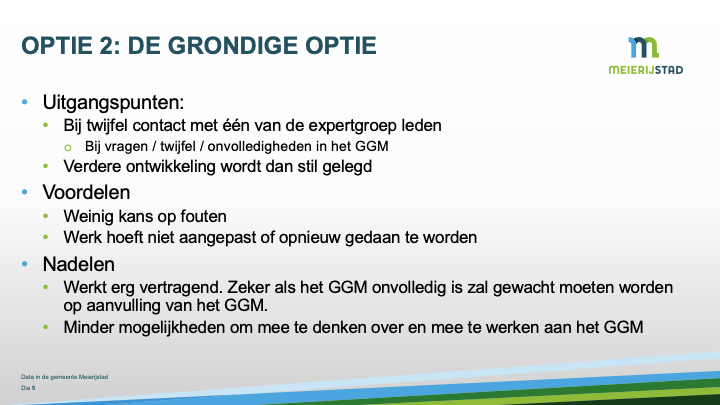 OPTIE 2: DE GRONDIGE OPTIE
MEIERIJSTAD
• Uitgangspunten:
• Bij twijfel contact met één van de expertgroep leden
o Bij vragen / twijfel / onvolledigheden in het GGM
• Verdere ontwikkeling wordt dan stil gelegd
• Voordelen
• Weinig kans op fouten
• Werk hoeft niet aangepast of opnieuw gedaan te worden
• Nadelen
• Werkt erg vertragend. Zeker als het GGM onvolledig is zal gewacht moeten worden
op aanvulling van het GGM.
• Minder mogelijkheden om mee te denken over en mee te werken aan het GGM
Data in de gemeente Meierijstad
Dia 5